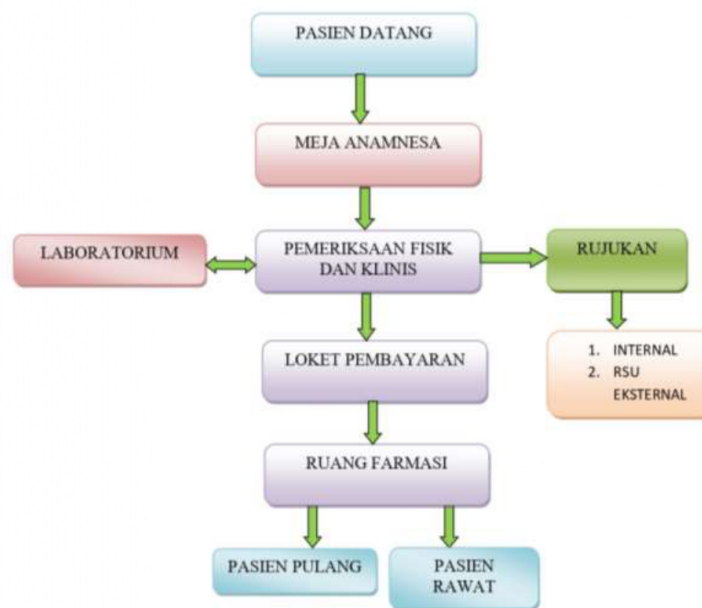 PASIEN DATANG
MEJA ANAMNESA
LABORATORIUM
PEMERIKSAAN FISIK
DAN KLINIS
RUJUKAN
1. INTERNAL
2. RSU
EKSTERNAL
LOKET PEMBAYARAN
RUANG FARMASI
PASIEN PULANG
PASIEN
RAWAT